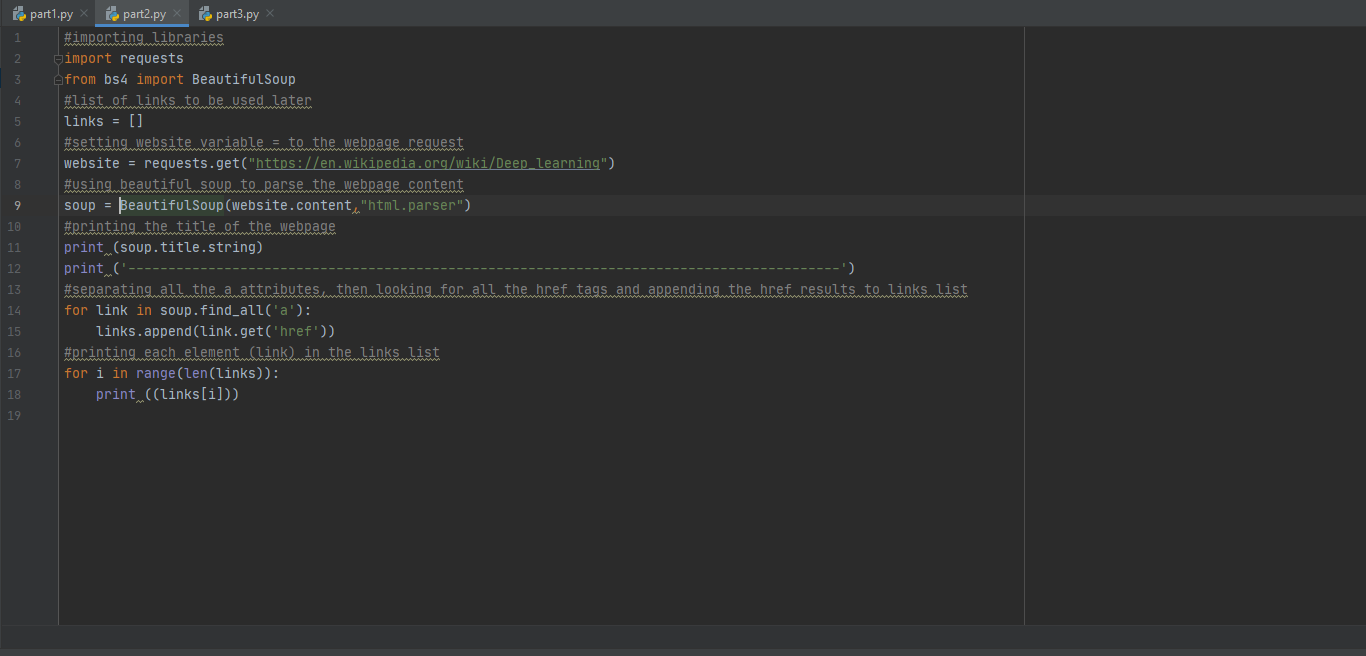 part1.py part2.py part3.py
1 #importing libraries
2 import requests
3 from bs4 import BeautifulSoup
4 #list of links to be used later
5 links = []
6 #setting website variable = to the webpage request
7 website = requests.get("https://en.wikipedia.org/wiki/Deep_learning")
8 #using beautiful soup to parse the webpage content
9 soup = BeautifulSoup(website.content,"html.parser")
10 #printing the title of the webpage
11 print (soup.title.string)
12 print ('-----------------------------------------------------------------------------------------')
13 #separating all the a attributes, then looking for all the href tags and appending the href results to links list
14 for link in soup.find_all('a'):
15     links.append(link.get('href'))
16 #printing each element (link) in the links list
17 for i in range(len(links)):
18     print ((links[i]))
19